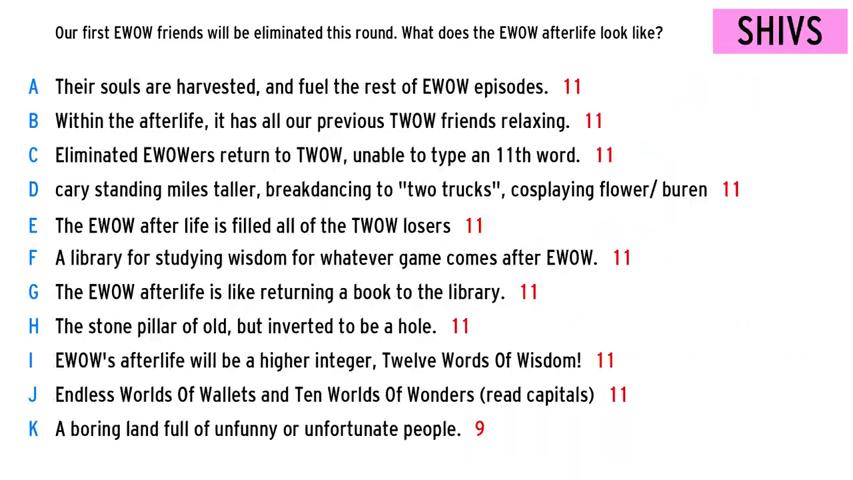 Our first EWOW friends will be eliminated this round. What does the EWOW afterlife look like?
SHIVS
A Their souls are harvested, and fuel the rest of EWOW episodes. 11
B Within the afterlife, it has all our previous TWOW friends relaxing. 11
C Eliminated EWOWers return to TWOW, unable to type an 11th word. 11
D cary standing miles taller, breakdancing to "two trucks", cosplaying flower/ buren 11
E The EWOW after life is filled all of the TWOW losers 11
F A library for studying wisdom for whatever game comes after EWOW. 11
G The EWOW afterlife is like returning a book to the library. 11
H The stone pillar of old, but inverted to be a hole. 11
I EWOW's afterlife will be a higher integer, Twelve Words Of Wisdom! 11
J Endless Worlds Of Wallets and Ten Worlds Of Wonders (read capitals) 11
K A boring land full of unfunny or unfortunate people. 9